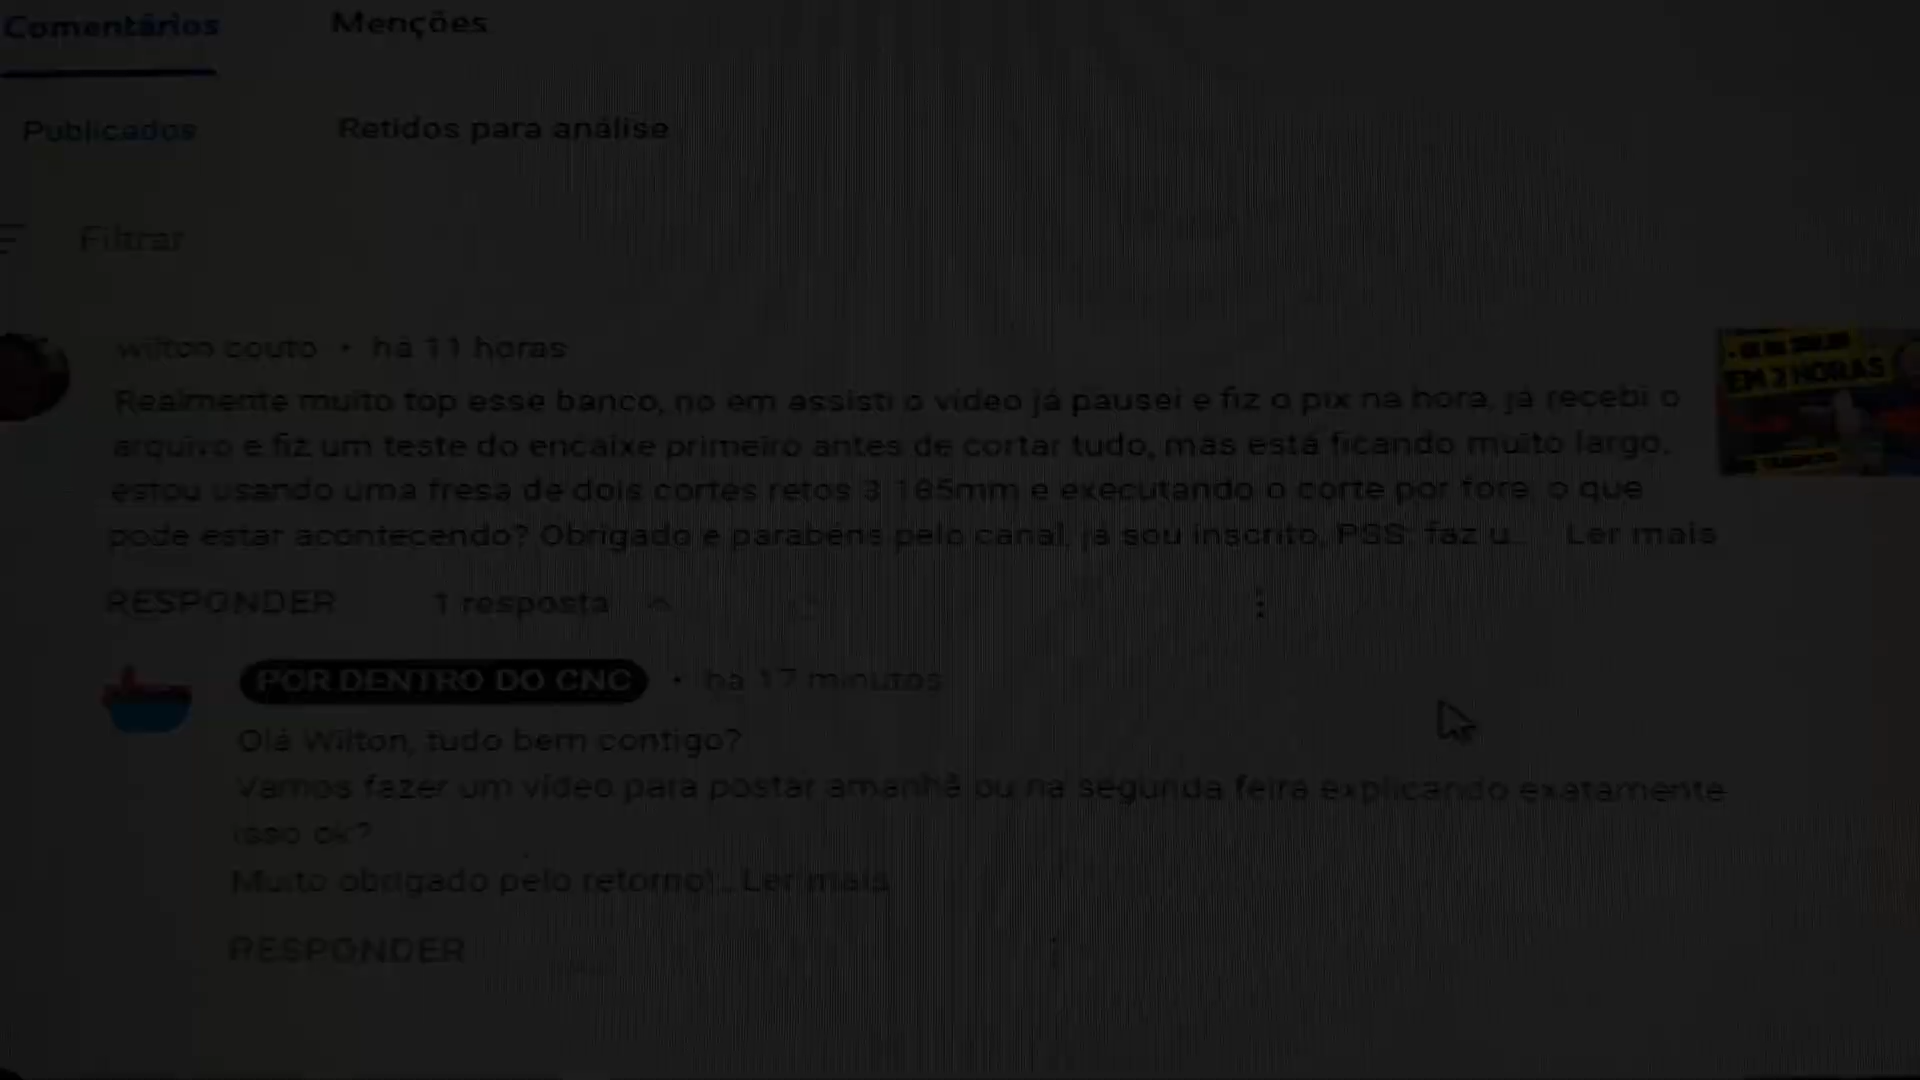 Comentários Menções
Publicados Retidos para análise
Filtrar
wilton couto • há 11 horas
Realmente muito top esse banco, no em assisti o vídeo já pausei e fiz o pix na hora, já recebi o
arquivo e fiz um teste do encaixe primeiro antes de cortar tudo, mas está ficando muito largo,
estou usando uma fresa de dois cortes retos 3,185mm e executando o corte por fora, o que
pode estar acontecendo? Obrigado e parabéns pelo canal, já sou inscrito, PSS: faz u... Ler mais
EM 2 HORAS
RESPONDER 1 resposta
POR DENTRO DO CNC • há 17 minutos
Olá Wilton, tudo bem contigo?
Vamos fazer um vídeo para postar amanhã ou na segunda feira explicando exatamente
isso ok?
Muito obrigado pelo retorno!... Ler mais
RESPONDER